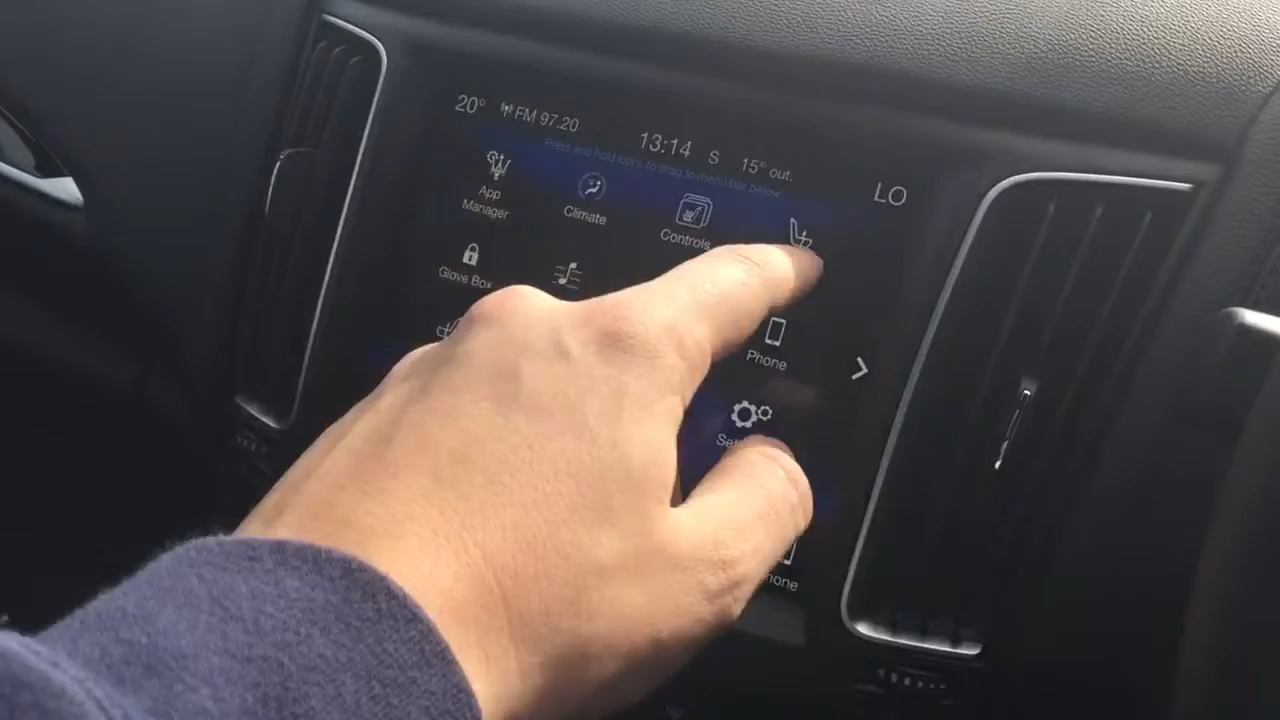 20° FM 97.20 13:14 S 15° out. LO
Press and hold icons to drag to menu bar below
App
Manager
Climate
Controls
Glove Box
Phone